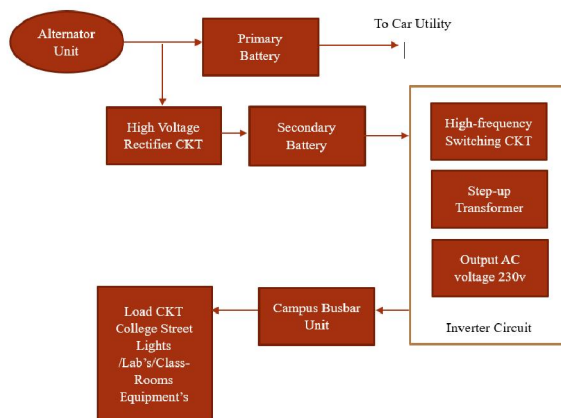 Alternator
Unit
Primary
Battery
To Car Utility
High Voltage
Rectifier CKT
Secondary
Battery
High-frequency
Switching CKT
Step-up
Transformer
Output AC
voltage 230v
Inverter Circuit
Campus Busbar
Unit
Load CKT
College Street
Lights
/Lab's/Class-
Rooms
Equipment's